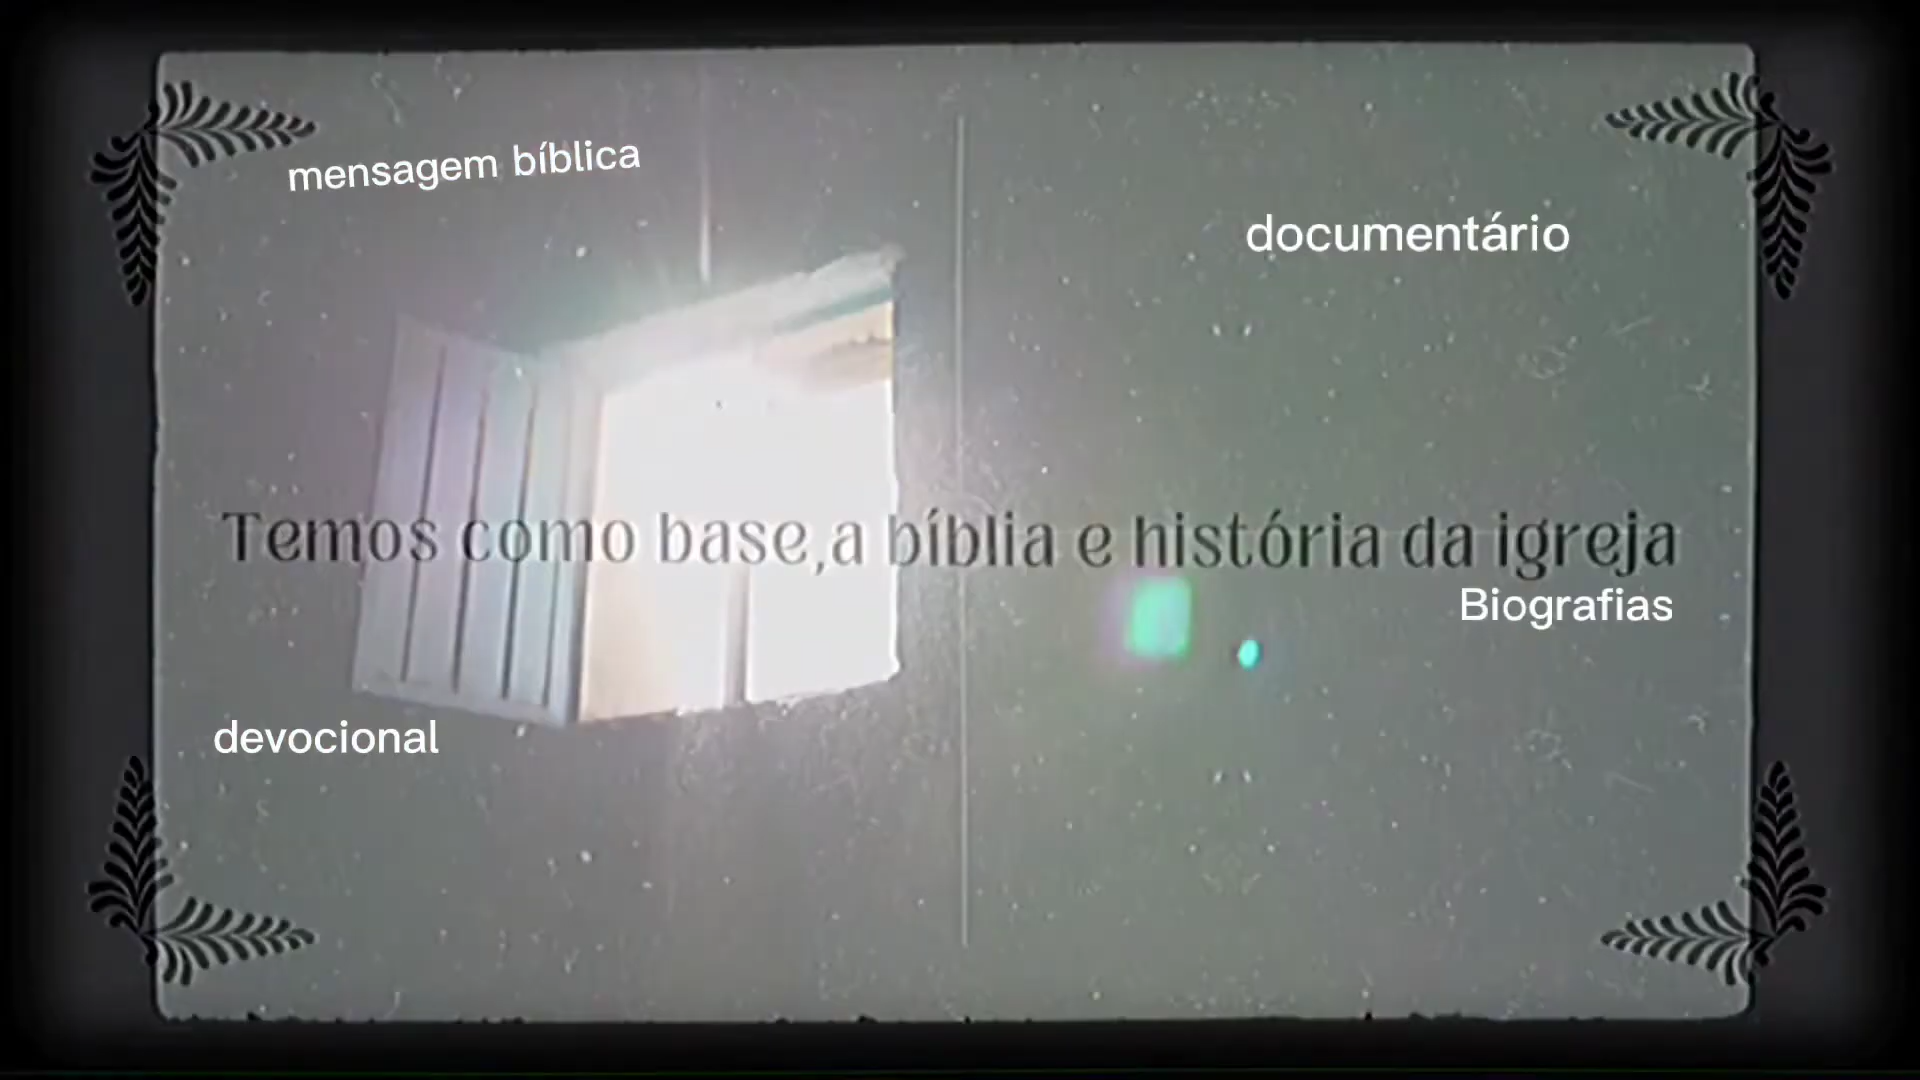 mensagem bíblica
documentário
Temos como base,a bíblia e história da igreja
Biografias
devocional